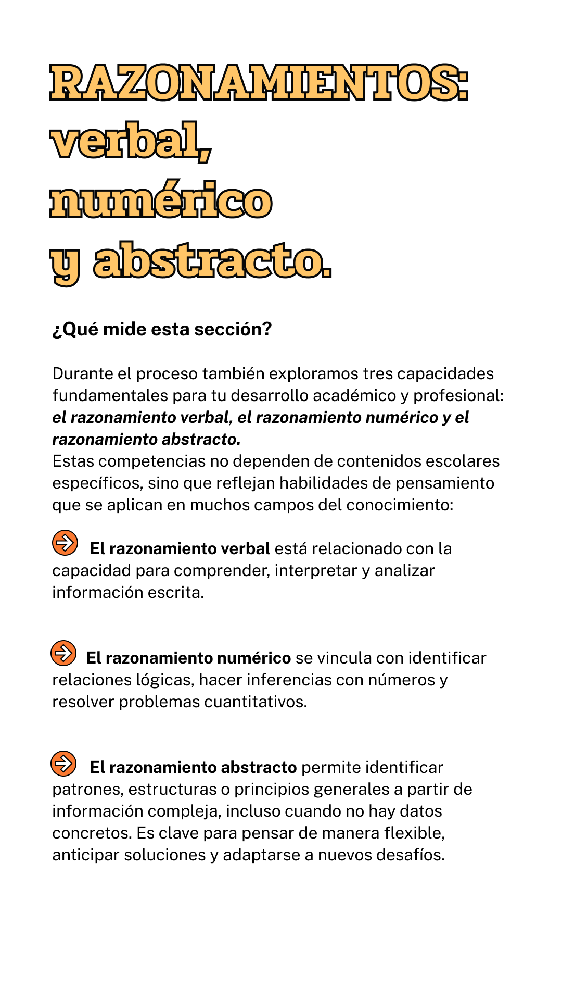 RAZONAMIENTOS:
verbal,
numérico
y abstracto.
¿Qué mide esta sección?
Durante el proceso también exploramos tres capacidades
fundamentales para tu desarrollo académico y profesional:
el razonamiento verbal, el razonamiento numérico y el
razonamiento abstracto.
Estas competencias no dependen de contenidos escolares
específicos, sino que reflejan habilidades de pensamiento
que se aplican en muchos campos del conocimiento:
El razonamiento verbal está relacionado con la
capacidad para comprender, interpretar y analizar
información escrita.
El razonamiento numérico se vincula con identificar
relaciones lógicas, hacer inferencias con números y
resolver problemas cuantitativos.
El razonamiento abstracto permite identificar
patrones, estructuras o principios generales a partir de
información compleja, incluso cuando no hay datos
concretos. Es clave para pensar de manera flexible,
anticipar soluciones y adaptarse a nuevos desafíos.